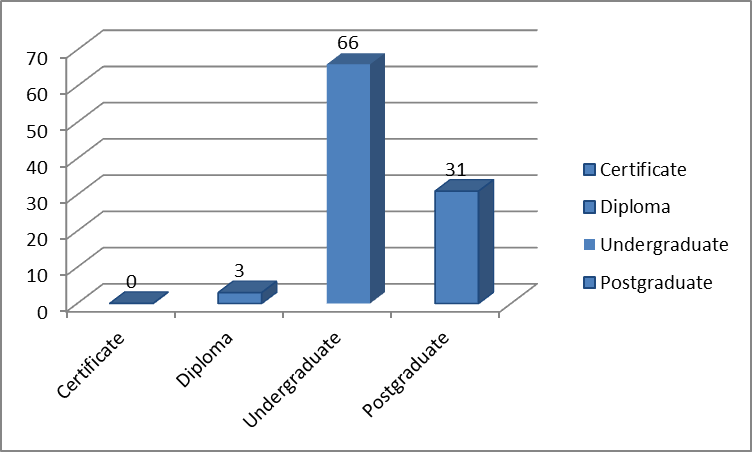 70
60
50
40
30
20
10
0
0
3
66
31
Certificate
Diploma
Undergraduate
Postgraduate
Certificate
Diploma
Undergraduate
Postgraduate